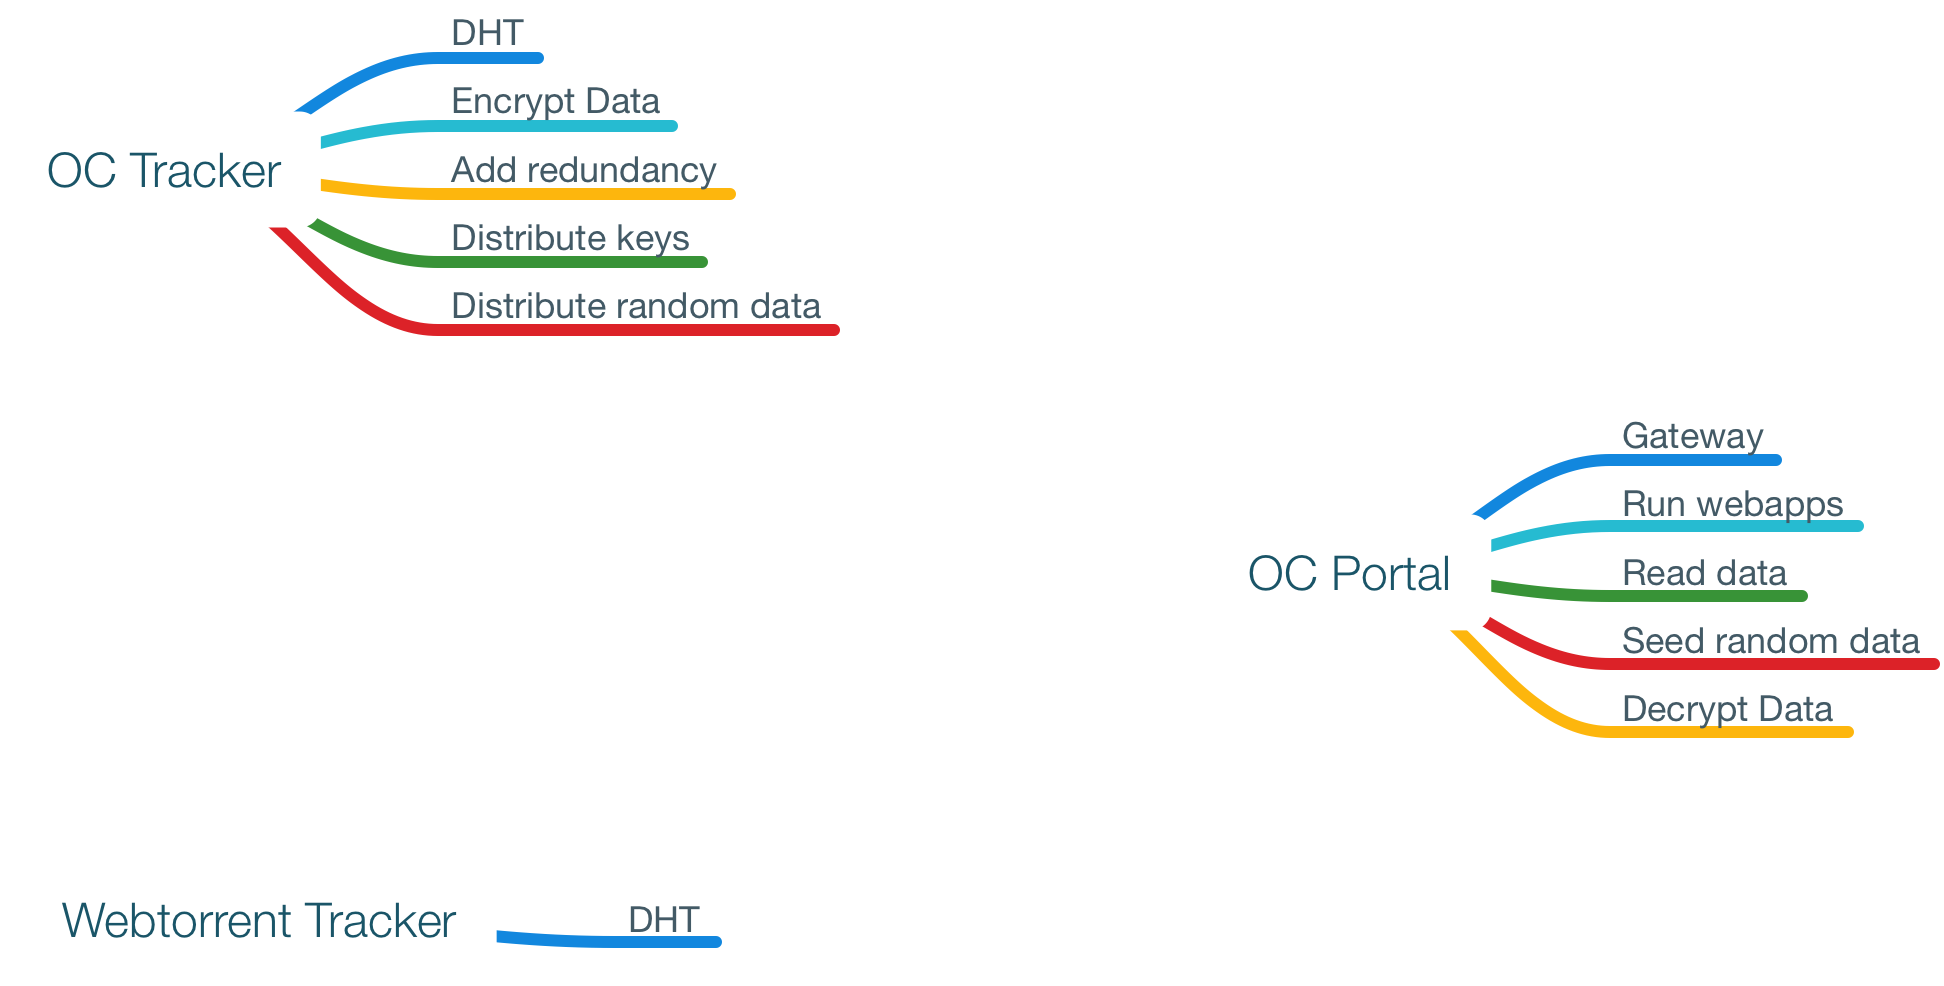 OC Tracker
DHT
Encrypt Data
Add redundancy
Distribute keys
Distribute random data
OC Portal
Gateway
Run webapps
Read data
Seed random data
Decrypt Data
Webtorrent Tracker
DHT